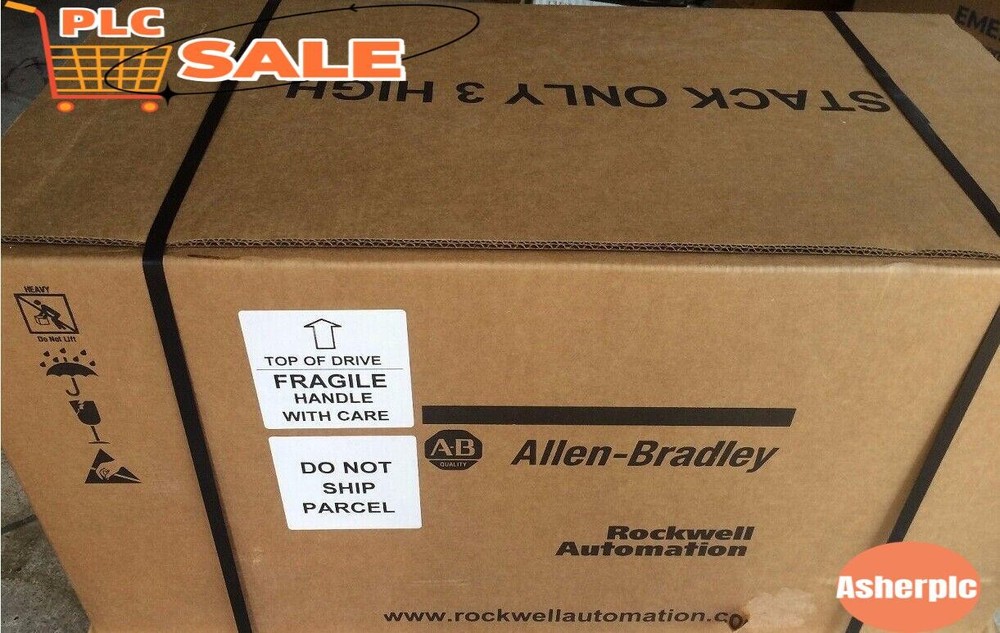 PLC
SALE
EME
STACK ONLY 3 HIGH
HEAVY
Do Not Lift
TOP OF DRIVE
FRAGILE
HANDLE
WITH CARE
DO NOT
SHIP
PARCEL
A·B
QUALITY
Allen-Bradley
Rockwell
Automation
www.rockwellautomation.co
Asherplc